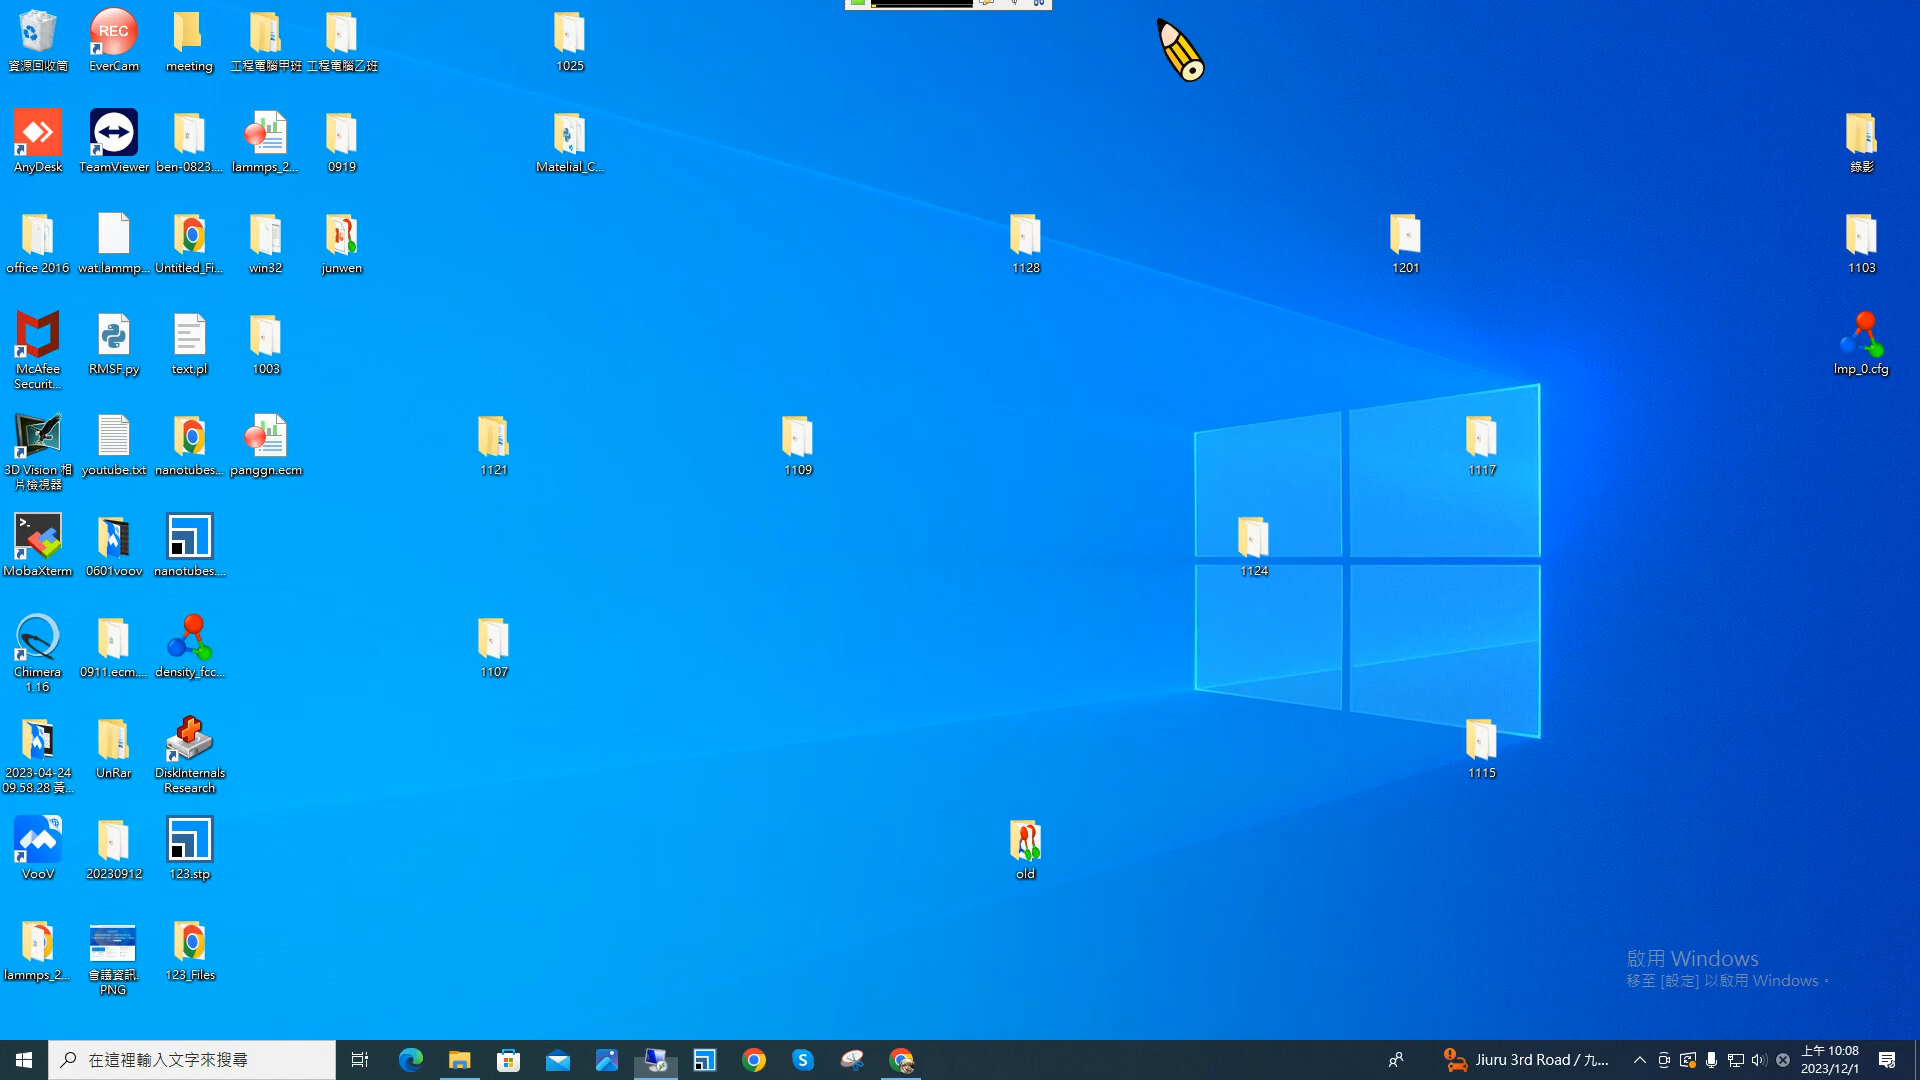 資源回收筒
REC
EverCam
meeting
工程電腦甲班
工程電腦乙班
1025
AnyDesk
TeamViewer
ben-0823....
lammps_2...
0919
Matelial_C...
錄影
office 2016
wat.lammp...
Untitled_Fi...
win32
junwen
1128
1201
1103
McAfee
Securit...
RMSF.py
text.pl
1003
lmp_0.cfg
3D Vision 相
片檢視器
youtube.txt
nanotubes...
panggn.ecm
1121
1109
1117
MobaXterm
0601voov
nanotubes....
1124
Chimera
1.16
0911.ecm....
density_fcc...
1107
2023-04-24
09.58.28 黃...
UnRar
DiskInternals
Research
1115
VooV
20230912
123.stp
old
lammps_2...
會議資訊.
PNG
123_Files
啟用 Windows
移至 [設定] 以啟用 Windows。
在這裡輸入文字來搜尋
Jiuru 3rd Road / 九...
上午 10:08
2023/12/1